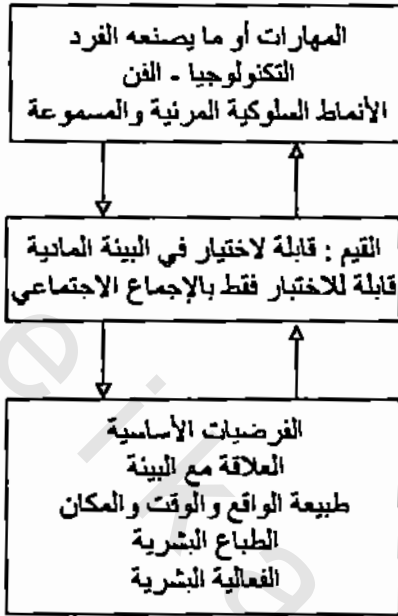 المهارات أو ما يصنعه الفرد
التكنولوجيا - الفن
الأنماط السلوكية المرئية والمسموعة
القيم : قابلة لاختيار في البيئة المادية
قابلة للاختبار فقط بالإجماع الاجتماعي
الفرضيات الأساسية
العلاقة مع البيئة
طبيعة الواقع والوقت والمكان
الطباع البشرية
الفعالية البشرية